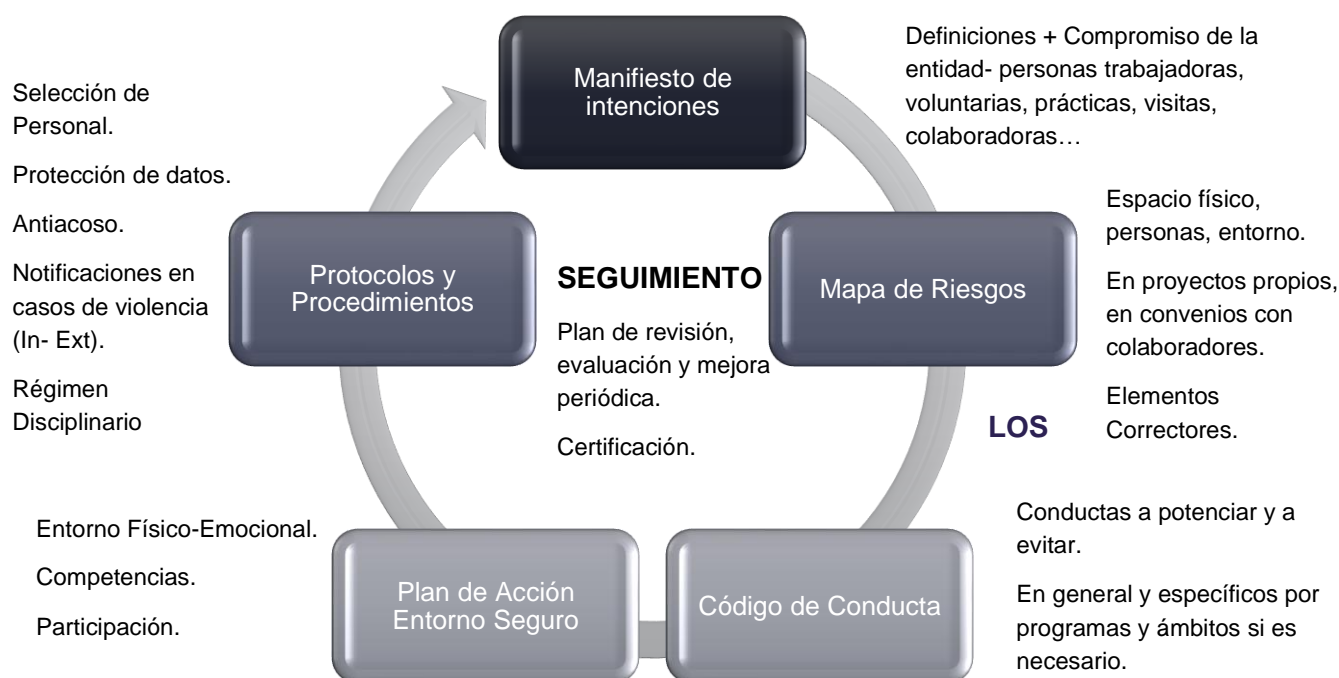 Manifiesto de
intenciones
Definiciones + Compromiso de la
entidad- personas trabajadoras,
voluntarias, prácticas, visitas,
colaboradoras…
Mapa de Riesgos
Espacio físico,
personas, entorno.
En proyectos propios,
en convenios con
colaboradores.
Elementos
Correctores.
LOS
Código de Conducta
Conductas a potenciar y a
evitar.
En general y específicos por
programas y ámbitos si es
necesario.
Plan de Acción
Entorno Seguro
Entorno Físico-Emocional.
Competencias.
Participación.
Protocolos y
Procedimientos
Selección de
Personal.
Protección de datos.
Antiacoso.
Notificaciones en
casos de violencia
(In- Ext).
Régimen
Disciplinario
SEGUIMIENTO
Plan de revisión,
evaluación y mejora
periódica.
Certificación.